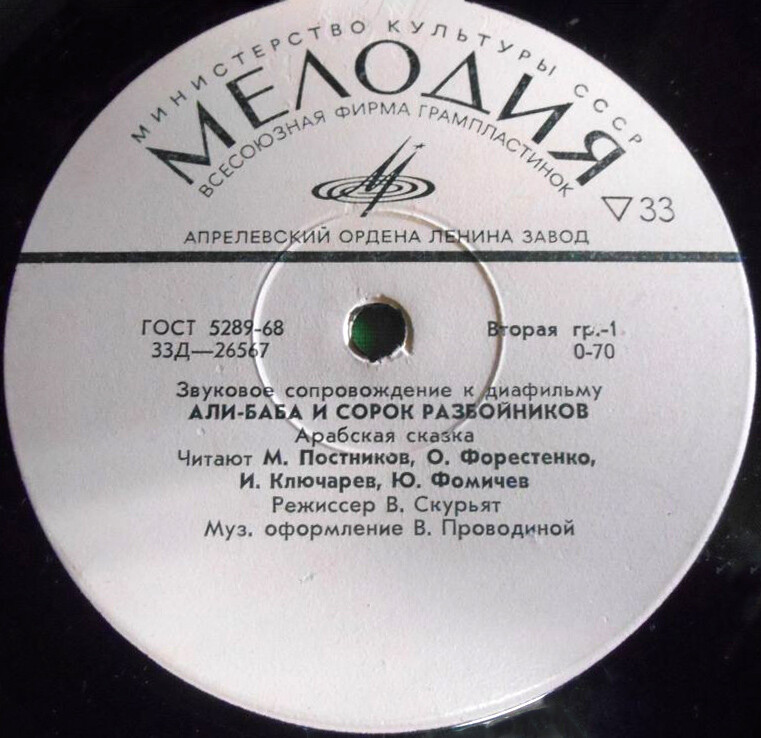 МИНИСТЕРСТВО КУЛЬТУРЫ СССР
МЕЛОДИЯ
ВСЕСОЮЗНАЯ ФИРМА ГРАМПЛАСТИНОК
▽33
АПРЕЛЕВСКИЙ ОРДЕНА ЛЕНИНА ЗАВОД
ГОСТ 5289-68 Вторая гр.-1
33Д—26567 0-70
Звуковое сопровождение к диафильму
АЛИ-БАБА И СОРОК РАЗБОЙНИКОВ
Арабская сказка
Читают М. Постников, О. Форестенко,
И. Ключарев, Ю. Фомичев
Режиссер В. Скурьят
Муз. оформление В. Проводиной